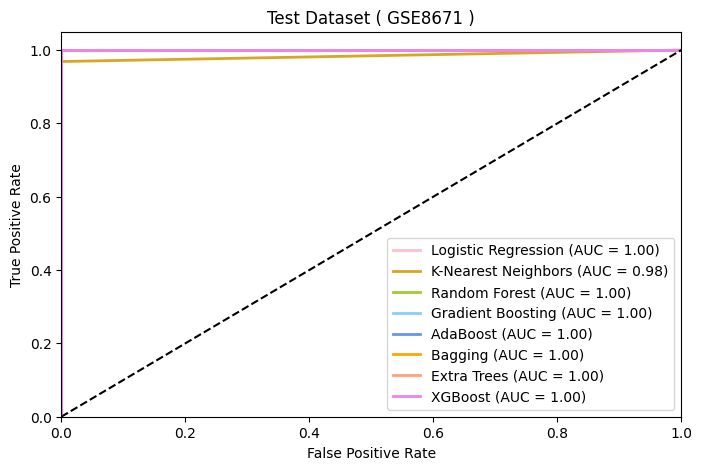 Test Dataset ( GSE8671 )
1.0
0.8
0.6
0.4
0.2
0.0
True Positive Rate
Logistic Regression (AUC = 1.00)
K-Nearest Neighbors (AUC = 0.98)
Random Forest (AUC = 1.00)
Gradient Boosting (AUC = 1.00)
AdaBoost (AUC = 1.00)
Bagging (AUC = 1.00)
Extra Trees (AUC = 1.00)
XGBoost (AUC = 1.00)
0.0 0.2 0.4 0.6 0.8 1.0
False Positive Rate